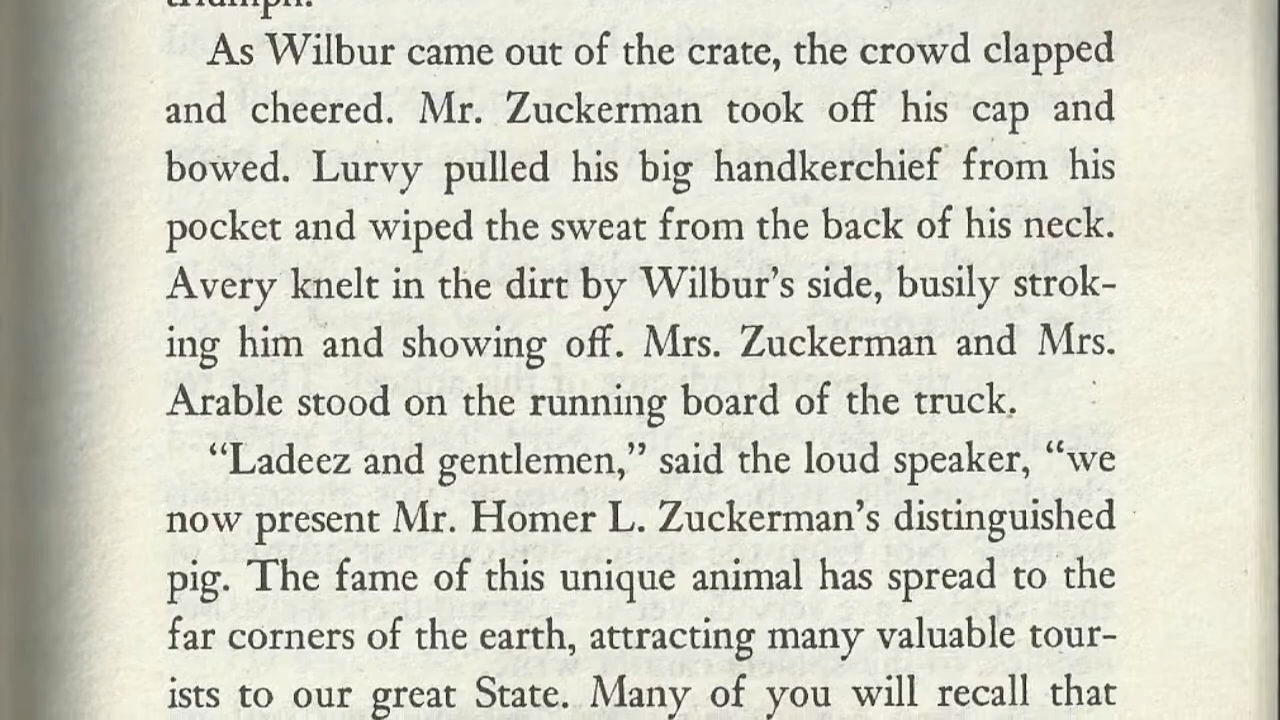 triumph.
As Wilbur came out of the crate, the crowd clapped
and cheered. Mr. Zuckerman took off his cap and
bowed. Lurvy pulled his big handkerchief from his
pocket and wiped the sweat from the back of his neck.
Avery knelt in the dirt by Wilbur’s side, busily strok-
ing him and showing off. Mrs. Zuckerman and Mrs.
Arable stood on the running board of the truck.
“Ladeez and gentlemen,” said the loud speaker, “we
now present Mr. Homer L. Zuckerman’s distinguished
pig. The fame of this unique animal has spread to the
far corners of the earth, attracting many valuable tour-
ists to our great State. Many of you will recall that